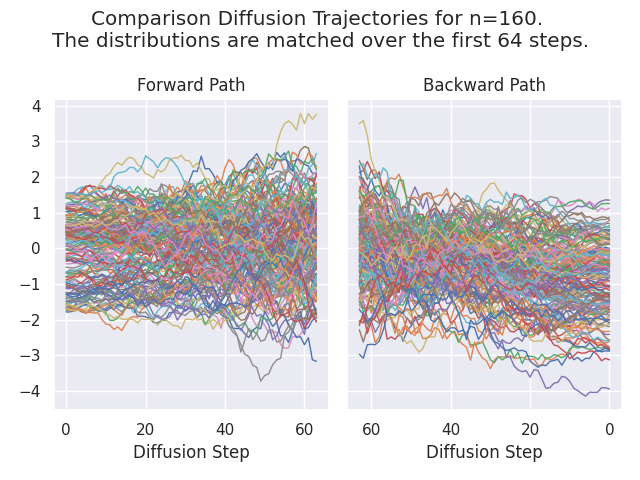 Comparison Diffusion Trajectories for n=160.
The distributions are matched over the first 64 steps.
Forward Path
Backward Path
4
3
2
1
0
−1
−2
−3
−4
0 20 40 60
60 40 20 0
Diffusion Step
Diffusion Step